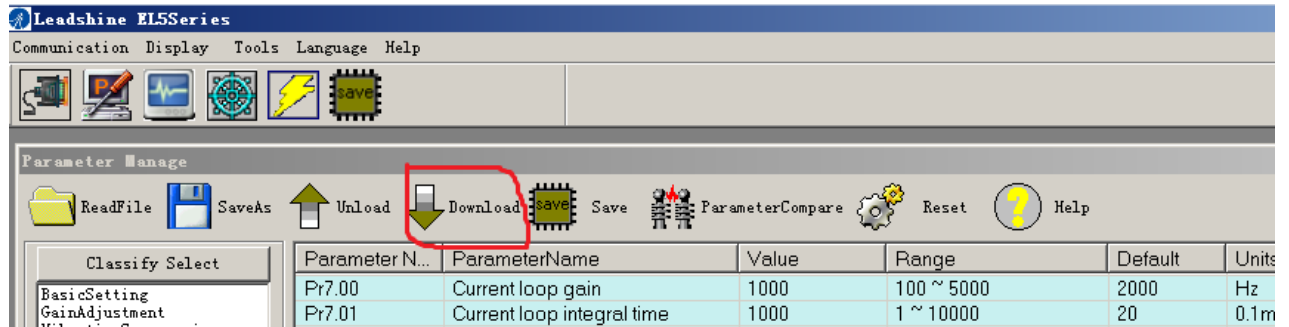 Leadshine EL5Series
Communication Display Tools Language Help
P
save
Parameter Manage
ReadFile SaveAs Unload Download save Save ParameterCompare Reset ? Help
Classify Select
Parameter N... ParameterName Value Range Default Units
BasicSetting
Pr7.00 Current loop gain 1000 100 ~ 5000 2000 Hz
GainAdjustment
Pr7.01 Current loop integral time 1000 1 ~ 10000 20 0.1m